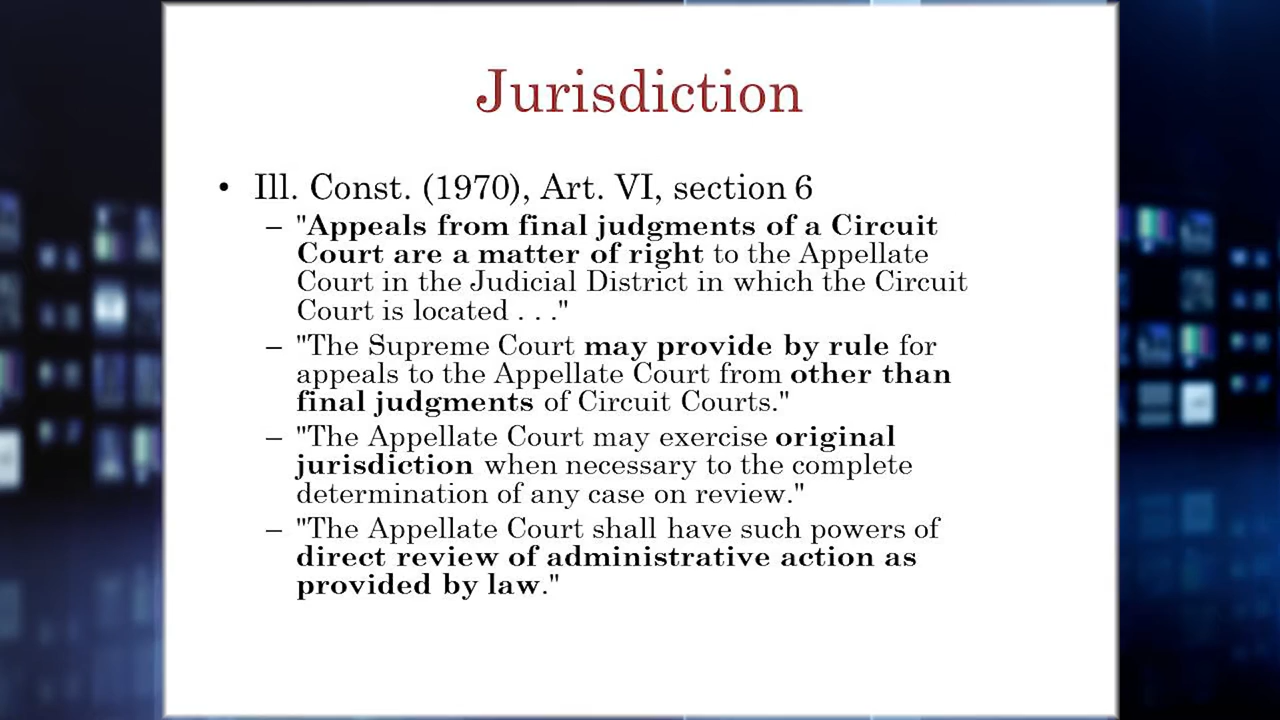 Jurisdiction
• Ill. Const. (1970), Art. VI, section 6
– "Appeals from final judgments of a Circuit
Court are a matter of right to the Appellate
Court in the Judicial District in which the Circuit
Court is located . . ."
– "The Supreme Court may provide by rule for
appeals to the Appellate Court from other than
final judgments of Circuit Courts."
– "The Appellate Court may exercise original
jurisdiction when necessary to the complete
determination of any case on review."
– "The Appellate Court shall have such powers of
direct review of administrative action as
provided by law."